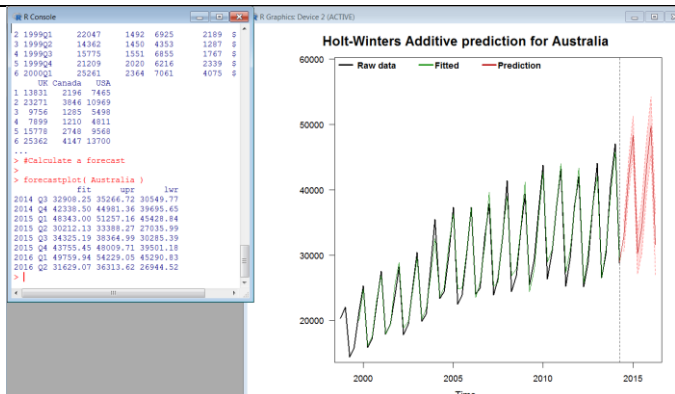 R Console
2 1999Q1 22047 1492 6925 2189 $
3 1999Q2 14362 1450 4353 1287 $
4 1999Q3 15775 1551 6855 1767 $
5 1999Q4 21209 2020 6216 2339 $
6 2000Q1 25261 2364 7061 4075 $
UK Canada USA
1 13831 2196 7465
2 23271 3846 10969
3 9756 1285 5498
4 7899 1210 4811
5 15778 2748 9568
6 25362 4147 13700
...
> #Calculate a forecast
>
> forecastplot( Australia )
fit upr lwr
2014 Q3 32908.25 35266.72 30549.77
2014 Q4 42338.50 44981.36 39695.65
2015 Q1 48343.00 51257.16 45428.84
2015 Q2 30212.13 33388.27 27035.99
2015 Q3 34325.19 38364.99 30285.39
2015 Q4 43755.45 48009.71 39501.18
2016 Q1 49759.94 54229.05 45290.83
2016 Q2 31629.07 36313.62 26944.52
>
R Graphics: Device 2 (ACTIVE)
Holt-Winters Additive prediction for Australia
Raw data Fitted Prediction
60000
50000
40000
30000
20000
2000 2005 2010 2015
Time